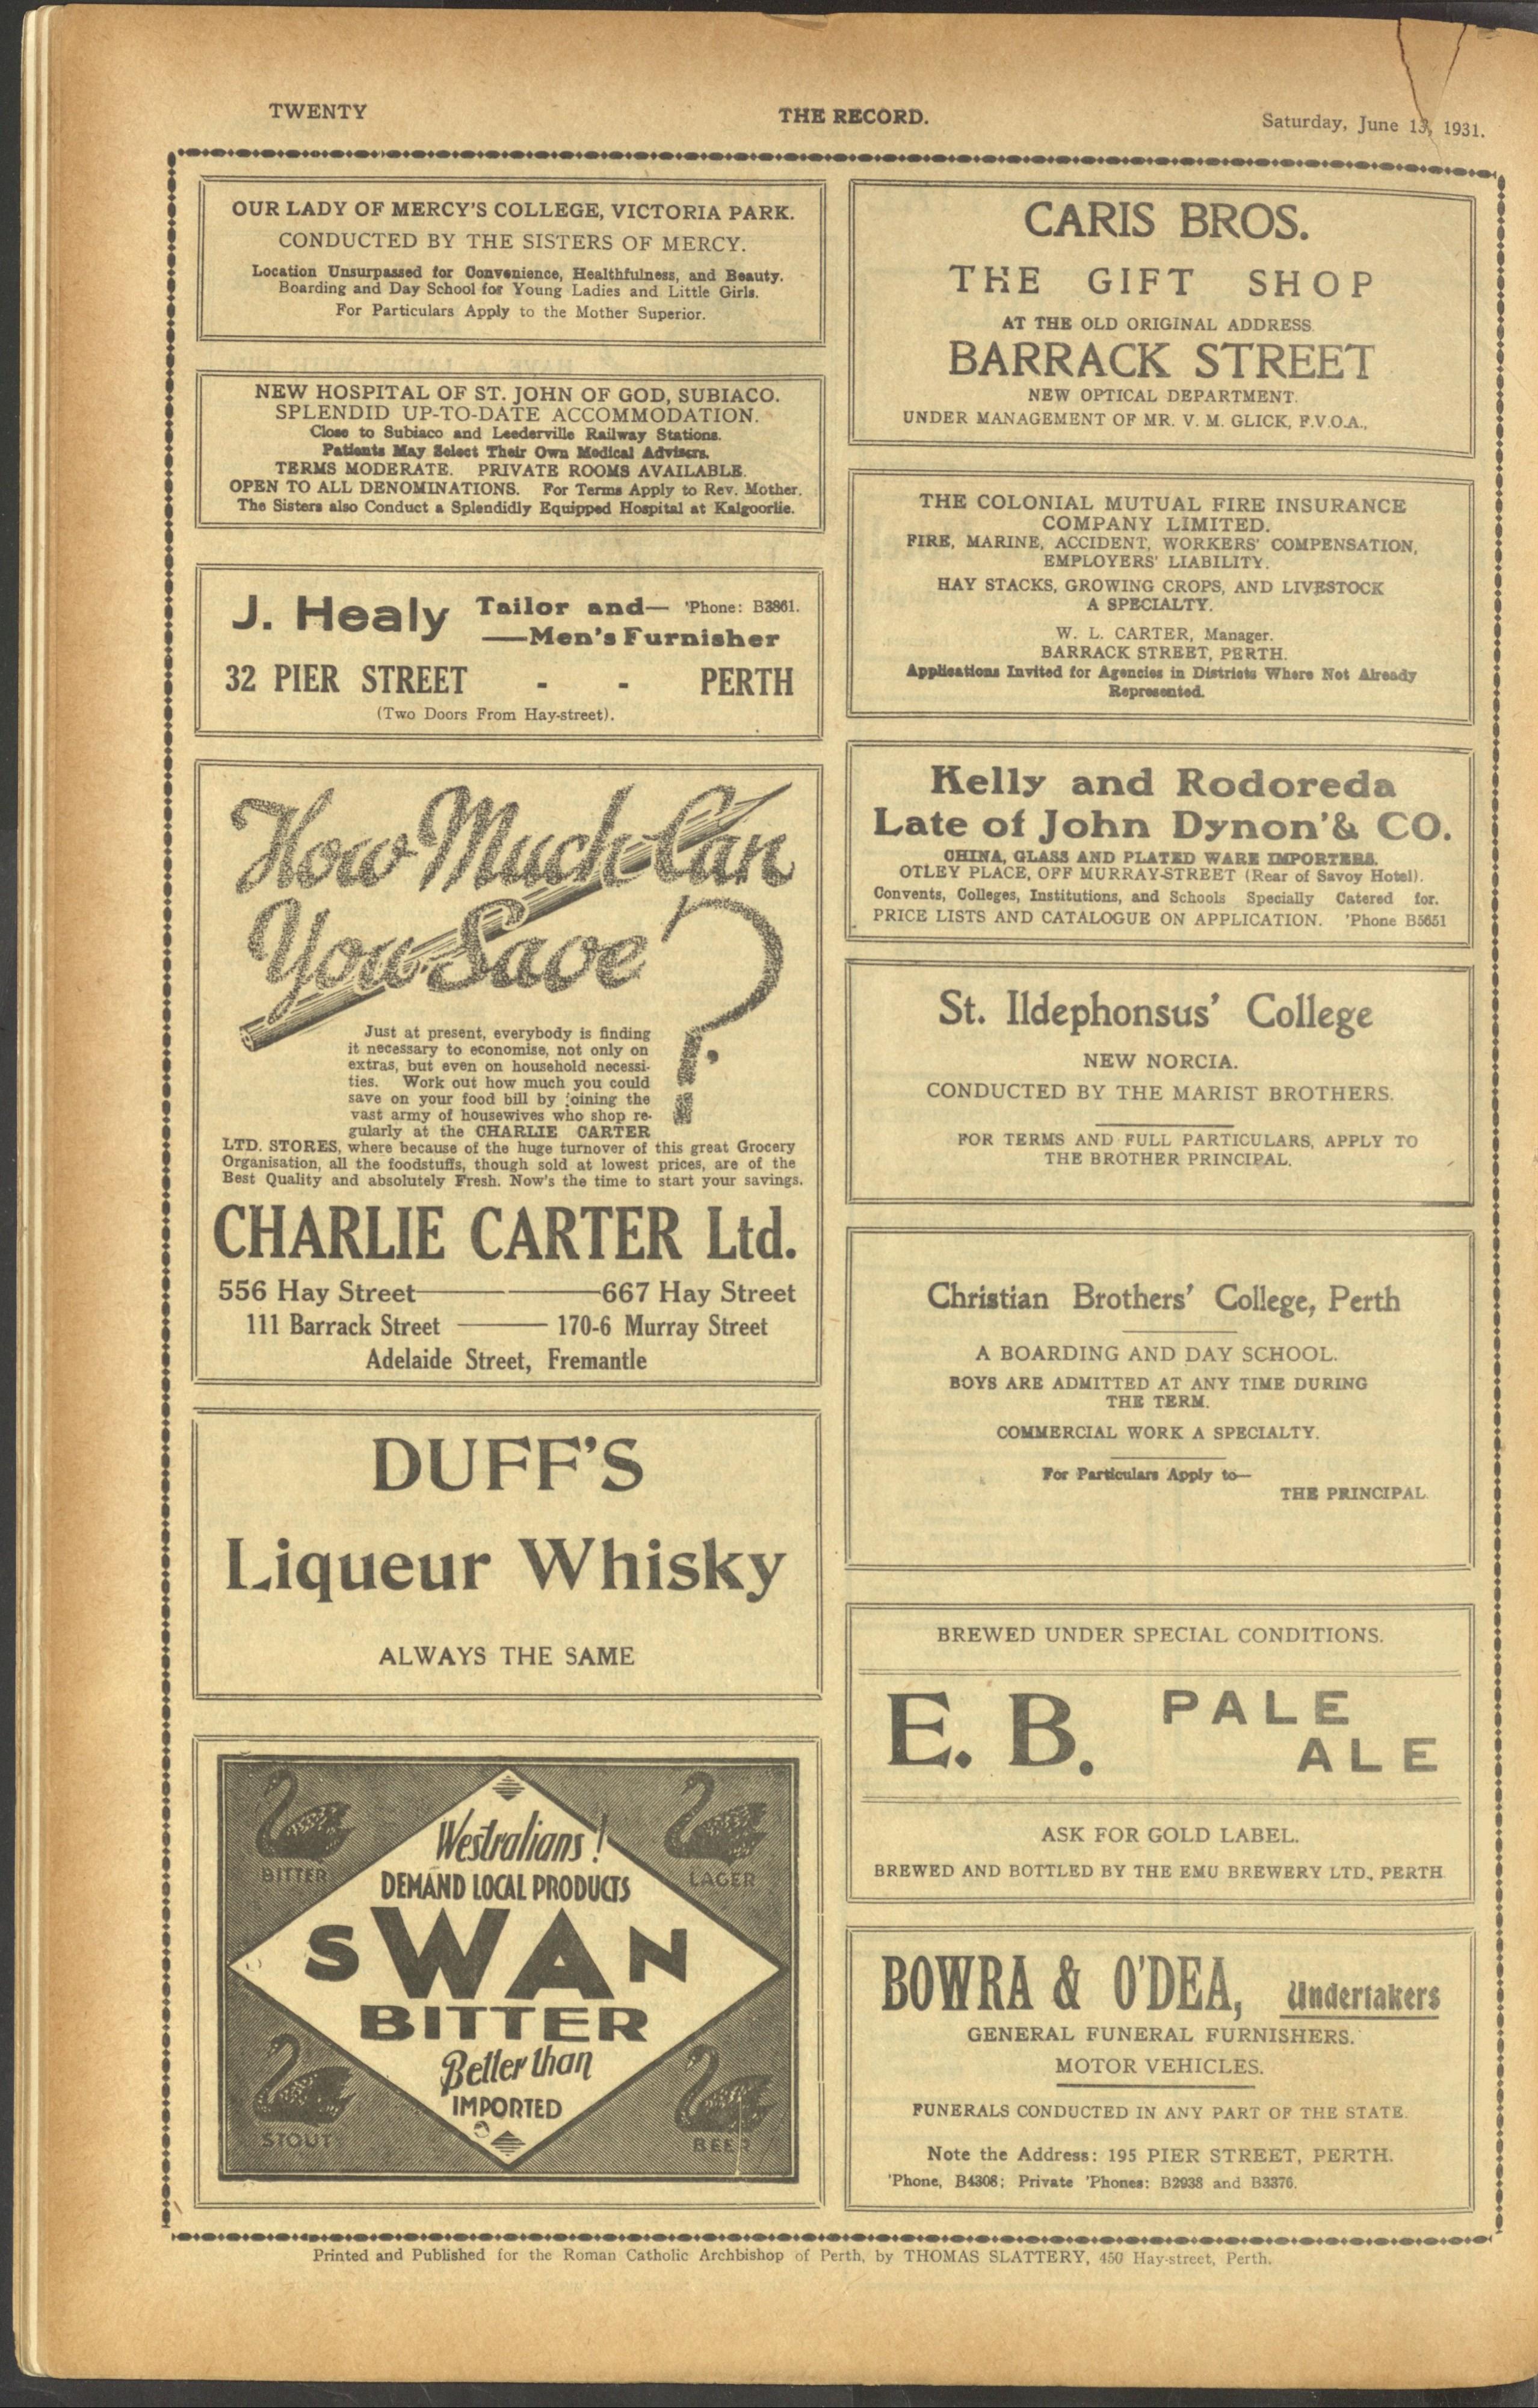 TWENTY
THE RECORD.
Saturday, June 13, 1931.
OUR LADY OF MERCY'S COLLEGE, VICTORIA PARK.
CONDUCTED BY THE SISTERS OF MERCY.
Location Unsurpassed for Convenience, Healthfulness, and Beauty.
Boarding and Day School for Young Ladies and Little Girls.
For Particulars Apply to the Mother Superior.
NEW HOSPITAL OF ST. JOHN OF GOD, SUBIACO.
SPLENDID UP-TO-DATE ACCOMMODATION.
Close to Subiaco and Leederville Railway Stations.
Patients May Select Their Own Medical Advisers.
TERMS MODERATE. PRIVATE ROOMS AVAILABLE.
OPEN TO ALL DENOMINATIONS. For Terms Apply to Rev. Mother.
The Sisters also Conduct a Splendidly Equipped Hospital at Kalgoorlie.
J. Healy Tailor and— 'Phone: B3861.
—Men's Furnisher
32 PIER STREET - - PERTH
(Two Doors From Hay-street).
How Much Can
You Save?
Just at present, everybody is finding
it necessary to economise, not only on
extras, but even on household necessi-
ties. Work out how much you could
save on your food bill by joining the
vast army of housewives who shop re-
gularly at the CHARLIE CARTER
LTD. STORES, where because of the huge turnover of this great Grocery
Organisation, all the foodstuffs, though sold at lowest prices, are of the
Best Quality and absolutely Fresh. Now's the time to start your savings.
CHARLIE CARTER Ltd.
556 Hay Street——667 Hay Street
111 Barrack Street —— 170-6 Murray Street
Adelaide Street, Fremantle
DUFF'S
Liqueur Whisky
ALWAYS THE SAME
BITTER
LAGER
Westralians!
DEMAND LOCAL PRODUCTS
SWAN
BITTER
Better than
IMPORTED
STOUT
BEER
CARIS BROS.
THE GIFT SHOP
AT THE OLD ORIGINAL ADDRESS.
BARRACK STREET
NEW OPTICAL DEPARTMENT.
UNDER MANAGEMENT OF MR. V. M. GLICK, F.V.O.A.,
THE COLONIAL MUTUAL FIRE INSURANCE
COMPANY LIMITED.
FIRE, MARINE, ACCIDENT, WORKERS' COMPENSATION,
EMPLOYERS' LIABILITY.
HAY STACKS, GROWING CROPS, AND LIVESTOCK
A SPECIALTY.
W. L. CARTER, Manager.
BARRACK STREET, PERTH.
Applications Invited for Agencies in Districts Where Not Already
Represented.
Kelly and Rodoreda
Late of John Dynon'& CO.
CHINA, GLASS AND PLATED WARE IMPORTERS.
OTLEY PLACE, OFF MURRAY-STREET (Rear of Savoy Hotel).
Convents, Colleges, Institutions, and Schools Specially Catered for.
PRICE LISTS AND CATALOGUE ON APPLICATION. 'Phone B5651
St. Ildephonsus' College
NEW NORCIA.
CONDUCTED BY THE MARIST BROTHERS.
FOR TERMS AND FULL PARTICULARS, APPLY TO
THE BROTHER PRINCIPAL.
Christian Brothers' College, Perth
A BOARDING AND DAY SCHOOL.
BOYS ARE ADMITTED AT ANY TIME DURING
THE TERM.
COMMERCIAL WORK A SPECIALTY.
For Particulars Apply to—
THE PRINCIPAL.
BREWED UNDER SPECIAL CONDITIONS.
E. B. PALE
ALE
ASK FOR GOLD LABEL.
BREWED AND BOTTLED BY THE EMU BREWERY LTD., PERTH
BOWRA & O'DEA, Undertakers
GENERAL FUNERAL FURNISHERS.
MOTOR VEHICLES.
FUNERALS CONDUCTED IN ANY PART OF THE STATE.
Note the Address: 195 PIER STREET, PERTH.
'Phone, B4308; Private 'Phones: B2938 and B3376.
Printed and Published for the Roman Catholic Archbishop of Perth, by THOMAS SLATTERY, 450 Hay-street, Perth.